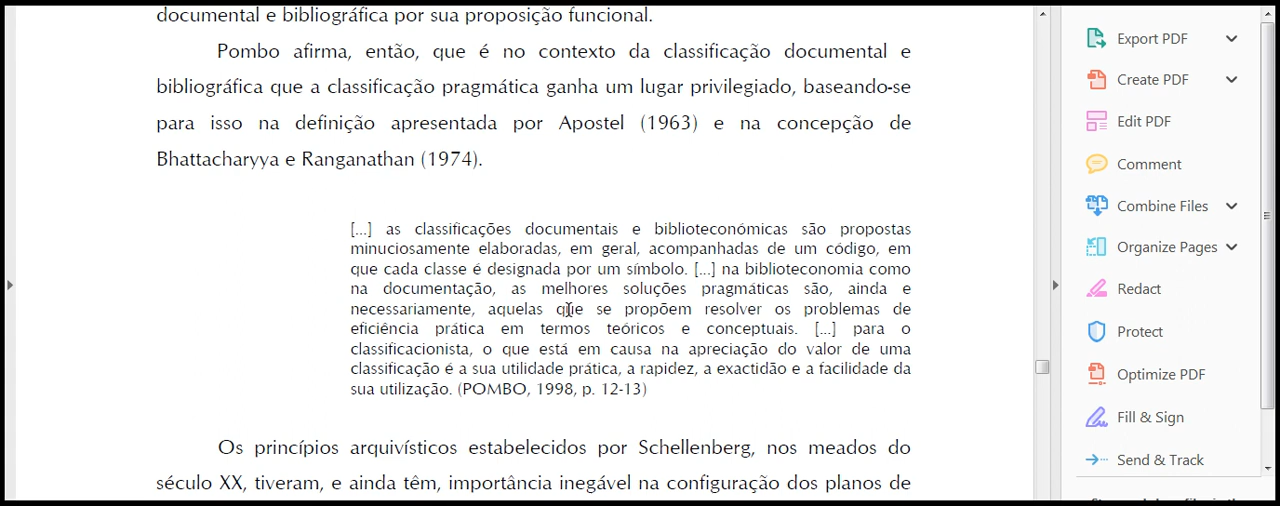 documental e bibliográfica por sua proposição funcional.
Pombo afirma, então, que é no contexto da classificação documental e
bibliográfica que a classificação pragmática ganha um lugar privilegiado, baseando-se
para isso na definição apresentada por Apostel (1963) e na concepção de
Bhattacharyya e Ranganathan (1974).
[...] as classificações documentais e biblioteconómicas são propostas
minuciosamente elaboradas, em geral, acompanhadas de um código, em
que cada classe é designada por um símbolo. [...] na biblioteconomia como
na documentação, as melhores soluções pragmáticas são, ainda e
necessariamente, aquelas que se propõem resolver os problemas de
eficiência prática em termos teóricos e conceptuais. [...] para o
classificacionista, o que está em causa na apreciação do valor de uma
classificação é a sua utilidade prática, a rapidez, a exactidão e a facilidade da
sua utilização. (POMBO, 1998, p. 12-13)
Os princípios arquivísticos estabelecidos por Schellenberg, nos meados do
século XX, tiveram, e ainda têm, importância inegável na configuração dos planos de
Export PDF
Create PDF
Edit PDF
Comment
Combine Files
Organize Pages
Redact
Protect
Optimize PDF
Fill & Sign
Send & Track